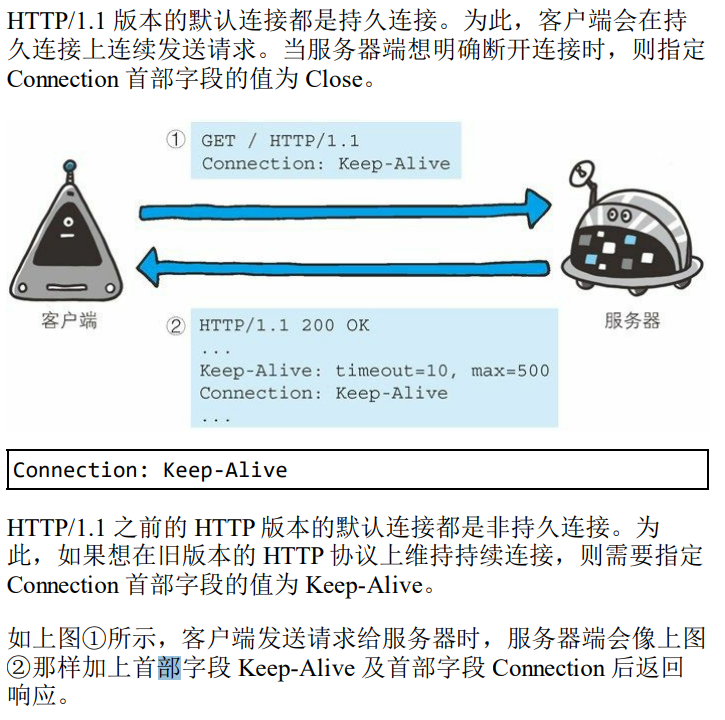 HTTP/1.1 版本的默认连接都是持久连接。为此，客户端会在持
久连接上连续发送请求。当服务器端想明确断开连接时，则指定
Connection 首部字段的值为 Close。
① GET / HTTP/1.1
Connection: Keep-Alive
客户端
服务器
② HTTP/1.1 200 OK
...
Keep-Alive: timeout=10, max=500
Connection: Keep-Alive
...
Connection: Keep-Alive
HTTP/1.1 之前的 HTTP 版本的默认连接都是非持久连接。为
此，如果想在旧版本的 HTTP 协议上维持持续连接，则需要指定
Connection 首部字段的值为 Keep-Alive。
如上图①所示，客户端发送请求给服务器时，服务器端会像上图
②那样加上首部字段 Keep-Alive 及首部字段 Connection 后返回
响应。